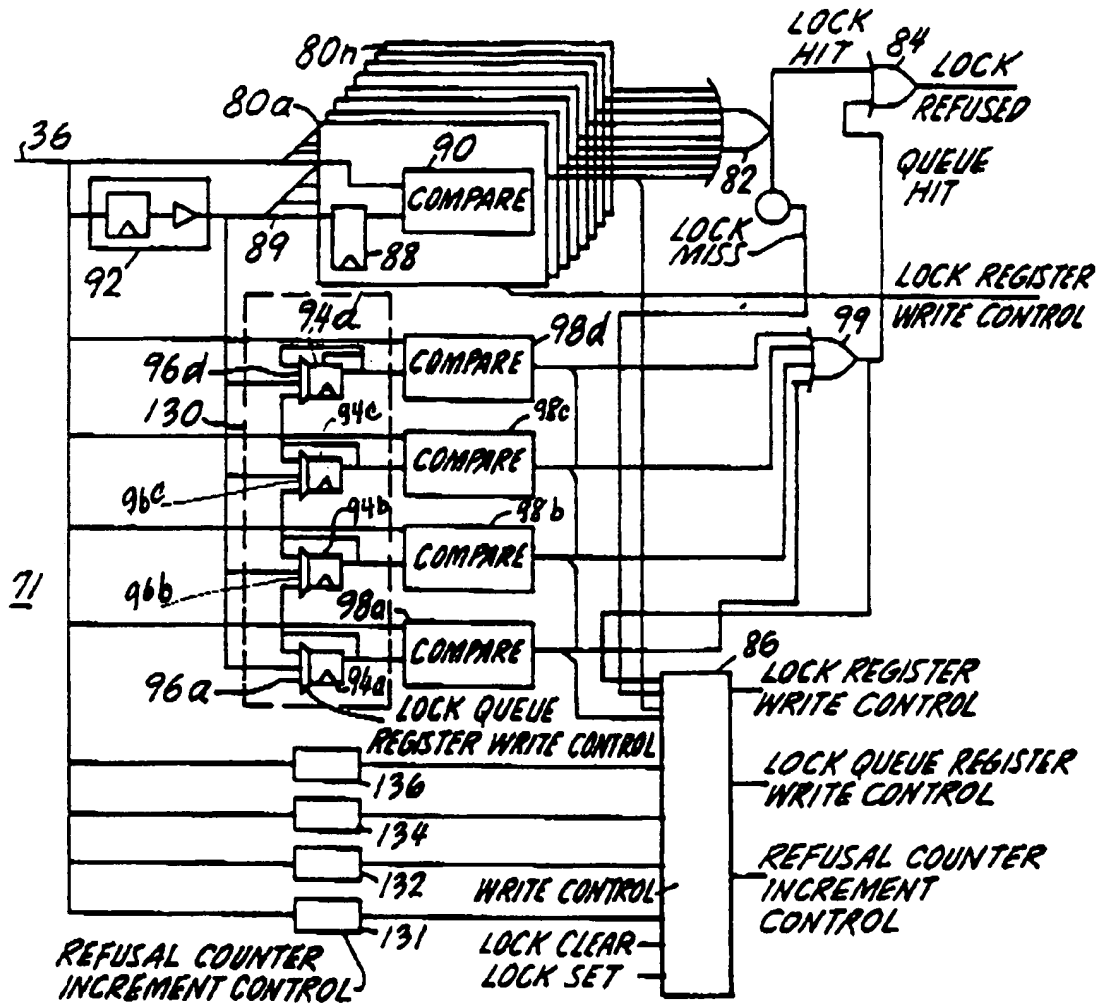 80n
LOCK
HIT
84
LOCK
REFUSED
80a
36
90
COMPARE
82
QUEUE
HIT
92
89
88
LOCK
MISS
LOCK REGISTER
WRITE CONTROL
94d
96d
COMPARE
98d
99
130
94c
98c
COMPARE
96c
94b
98b
COMPARE
71
96b
98a
COMPARE
86
96a
94a
LOCK QUEUE
REGISTER WRITE CONTROL
LOCK REGISTER
WRITE CONTROL
136
LOCK QUEUE REGISTER
WRITE CONTROL
134
132
WRITE CONTROL
REFUSAL COUNTER
INCREMENT
CONTROL
131
REFUSAL COUNTER
INCREMENT CONTROL
LOCK CLEAR
LOCK SET